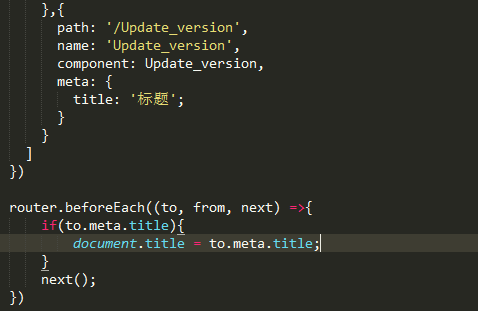 },{
path: '/Update_version',
name: 'Update_version',
component: Update_version,
meta: {
title: '标题';
}
}
]
})
router.beforeEach((to, from, next) =>{
if(to.meta.title){
document.title = to.meta.title;
}
next();
})